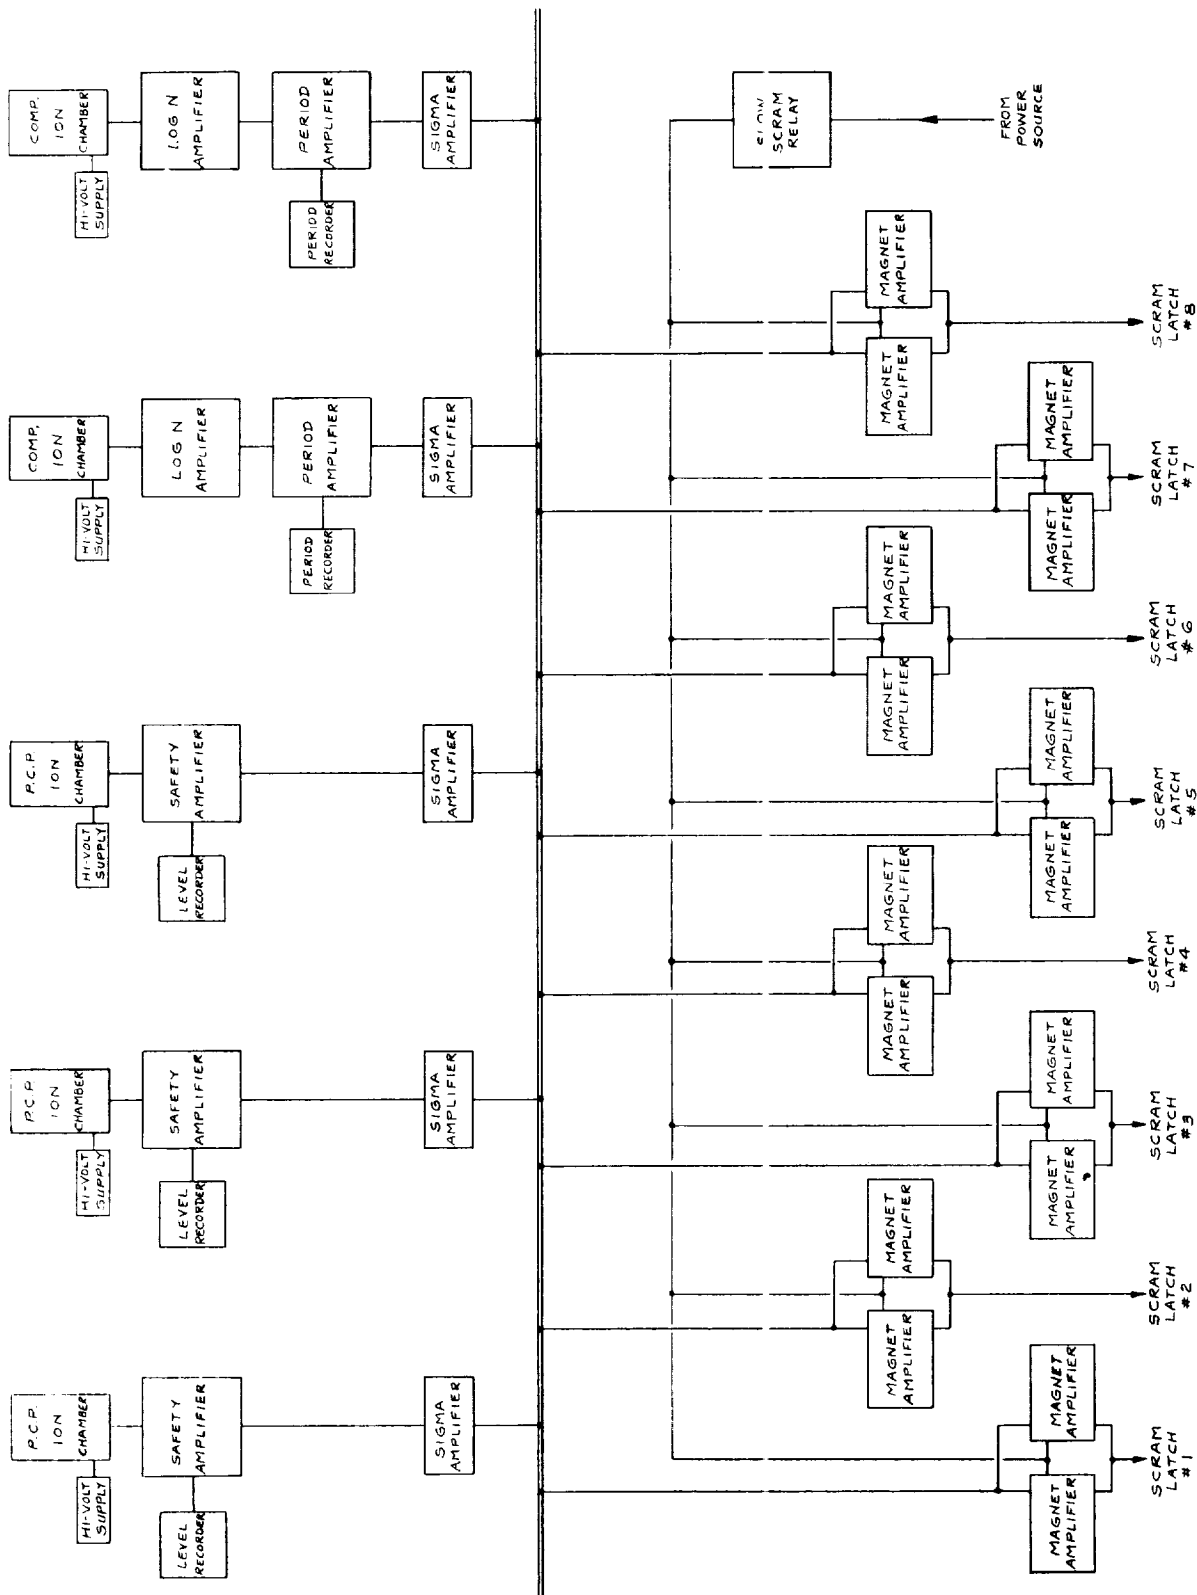 P.C.P.
ION
CHAMBER
HI-VOLT
SUPPLY
SAFETY
AMPLIFIER
LEVEL
RECORDER
SIGMA
AMPLIFIER
P.C.P.
ION
CHAMBER
HI-VOLT
SUPPLY
SAFETY
AMPLIFIER
LEVEL
RECORDER
SIGMA
AMPLIFIER
P.C.P.
ION
CHAMBER
HI-VOLT
SUPPLY
SAFETY
AMPLIFIER
LEVEL
RECORDER
SIGMA
AMPLIFIER
COMP.
ION
CHAMBER
HI-VOLT
SUPPLY
LOG N
AMPLIFIER
PERIOD
AMPLIFIER
PERIOD
RECORDER
SIGMA
AMPLIFIER
COMP.
ION
CHAMBER
HI-VOLT
SUPPLY
LOG N
AMPLIFIER
PERIOD
AMPLIFIER
PERIOD
RECORDER
SIGMA
AMPLIFIER
SCRAM
RELAY
FROM
POWER
SOURCE
MAGNET
AMPLIFIER
MAGNET
AMPLIFIER
SCRAM
LATCH
#1
MAGNET
AMPLIFIER
MAGNET
AMPLIFIER
SCRAM
LATCH
#2
MAGNET
AMPLIFIER
MAGNET
AMPLIFIER
SCRAM
LATCH
#3
MAGNET
AMPLIFIER
MAGNET
AMPLIFIER
SCRAM
LATCH
#4
MAGNET
AMPLIFIER
MAGNET
AMPLIFIER
SCRAM
LATCH
#5
MAGNET
AMPLIFIER
MAGNET
AMPLIFIER
SCRAM
LATCH
#6
MAGNET
AMPLIFIER
MAGNET
AMPLIFIER
SCRAM
LATCH
#7
MAGNET
AMPLIFIER
MAGNET
AMPLIFIER
SCRAM
LATCH
#8